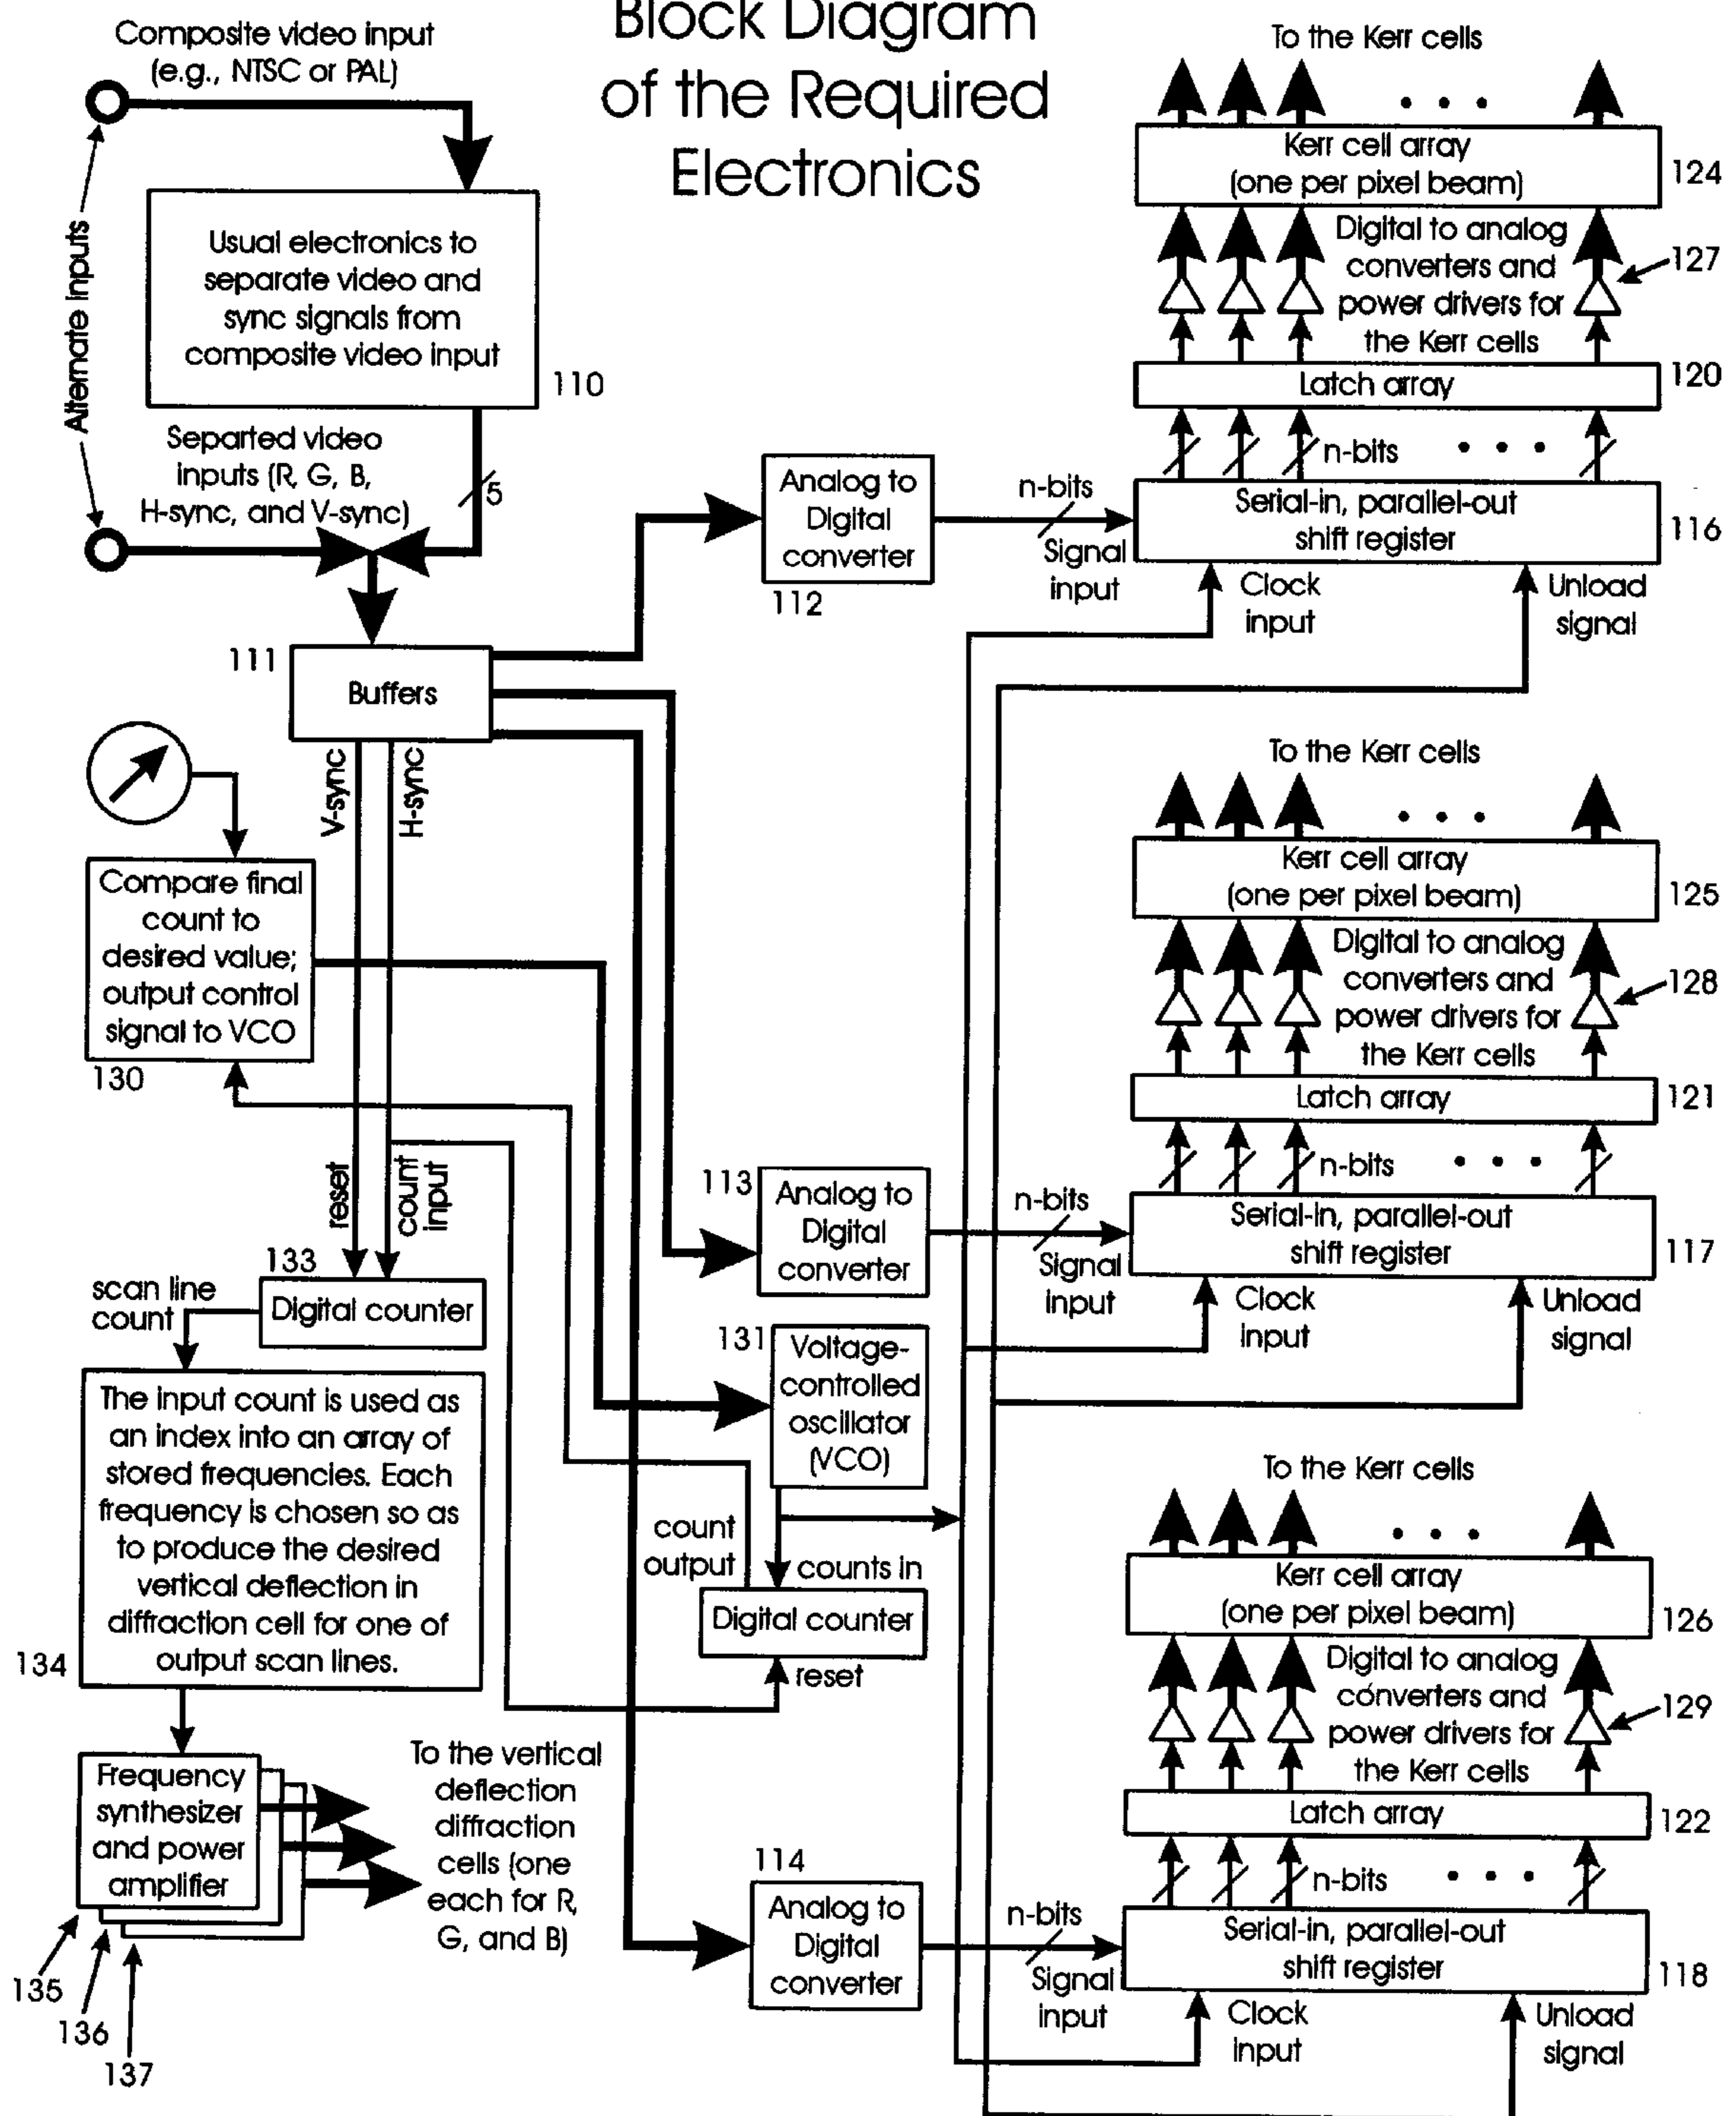 Block Diagram
of the Required
Electronics
Composite video input
(e.g., NTSC or PAL)
Alternate inputs
Usual electronics to
separate video and
sync signals from
composite video input
110
Separted video
inputs (R, G, B,
H-sync, and V-sync)
5
111
Buffers
V-sync
H-sync
Compare final
count to
desired value;
output control
signal to VCO
130
reset
count
input
133
scan line
count
Digital counter
The input count is used as
an index into an array of
stored frequencies. Each
frequency is chosen so as
to produce the desired
vertical deflection in
diffraction cell for one of
output scan lines.
134
Frequency
synthesizer
and power
amplifier
135
136
137
To the vertical
deflection
diffraction
cells (one
each for R,
G, and B)
Analog to
Digital
converter
112
n-bits
Signal
input
113
Analog to
Digital
converter
n-bits
Signal
input
131
Voltage-
controlled
oscillator
(VCO)
count
output
counts in
Digital counter
reset
114
Analog to
Digital
converter
n-bits
Signal
input
To the Kerr cells
Kerr cell array
(one per pixel beam)
124
Digital to analog
converters and
power drivers for
the Kerr cells
127
Latch array
120
n-bits
Serial-in, parallel-out
shift register
116
Clock
input
Unload
signal
To the Kerr cells
Kerr cell array
(one per pixel beam)
125
Digital to analog
converters and
power drivers for
the Kerr cells
128
Latch array
121
n-bits
Serial-in, parallel-out
shift register
117
Clock
input
Unload
signal
To the Kerr cells
Kerr cell array
(one per pixel beam)
126
Digital to analog
converters and
power drivers for
the Kerr cells
129
Latch array
122
n-bits
Serial-in, parallel-out
shift register
118
Clock
input
Unload
signal